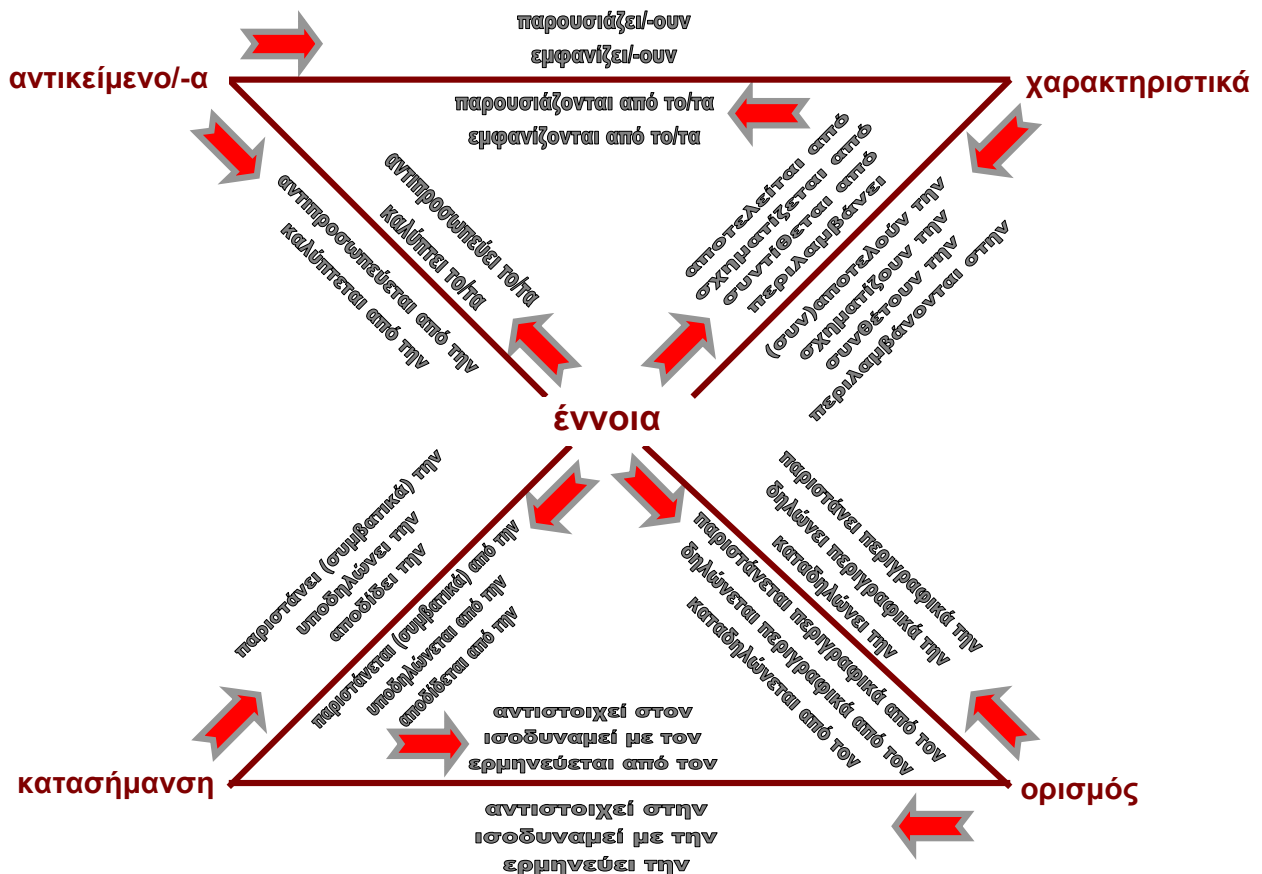 παρουσιάζει/-ουν
εμφανίζει/-ουν
αντικείμενο/-α
χαρακτηριστικά
παρουσιάζονται από το/τα
εμφανίζονται από το/τα
αντιπροσωπεύει το/τα
καλύπτει το/τα
αντιπροσωπεύεται από την
καλύπτεται από την
αποτελείται από
σχηματίζεται από
συντίθεται από
περιλαμβάνει
(συν)αποτελούν την
σχηματίζουν την
συνθέτουν την
περιλαμβάνονται στην
έννοια
παριστάνει (συμβατικά) την
υποδηλώνει την
αποδίδει την
παριστάνεται (συμβατικά) από την
υποδηλώνεται από την
αποδίδεται από την
παριστάνει περιγραφικά την
δηλώνει περιγραφικά την
καταδηλώνει την
παριστάνεται περιγραφικά από τον
δηλώνεται περιγραφικά από τον
καταδηλώνεται από τον
αντιστοιχεί στον
ισοδυναμεί με τον
ερμηνεύεται από τον
κατασήμανση
ορισμός
αντιστοιχεί στην
ισοδυναμεί με την
ερμηνεύει την